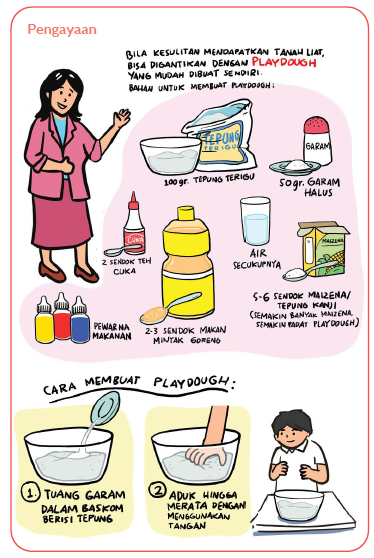 Pengayaan
BILA KESULITAN MENDAPATKAN TANAH LIAT,
BISA DIGANTIKAN DENGAN PLAYDOUGH
YANG MUDAH DIBUAT SENDIRI.
BAHAN UNTUK MEMBUAT PLAYDOUGH:
TEPUNG
TERIGU
100 gr. TEPUNG TERIGU
GARAM
50 gr. GARAM
HALUS
CUKA
2 SENDOK TEH
CUKA
AIR
SECUKUPNYA
MAIZENA
5-6 SENDOK MAIZENA/
TEPUNG KANJI
(SEMAKIN BANYAK MAIZENA,
SEMAKIN PADAT PLAYDOUGH)
PEWARNA
MAKANAN
2-3 SENDOK MAKAN
MINYAK GORENG
CARA MEMBUAT PLAYDOUGH:
1. TUANG GARAM
DALAM BASKOM
BERISI TEPUNG
2 ADUK HINGGA
MERATA DENGAN
MENGGUNAKAN
TANGAN